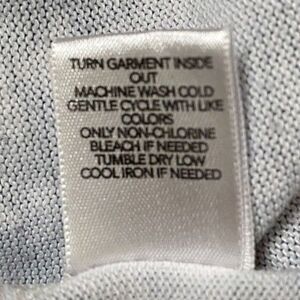 TURN GARMENT INSIDE
OUT
MACHINE WASH COLD
GENTLE CYCLE WITH LIKE
COLORS
ONLY NON-CHLORINE
BLEACH IF NEEDED
TUMBLE DRY LOW
COOL IRON IF NEEDED